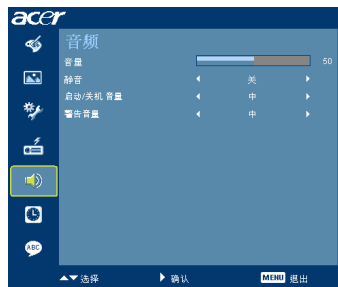 acer
音频
音量 50
静音 关
启动/关机 音量 中
警告音量 中
ABC
选择 确认 MENU 退出